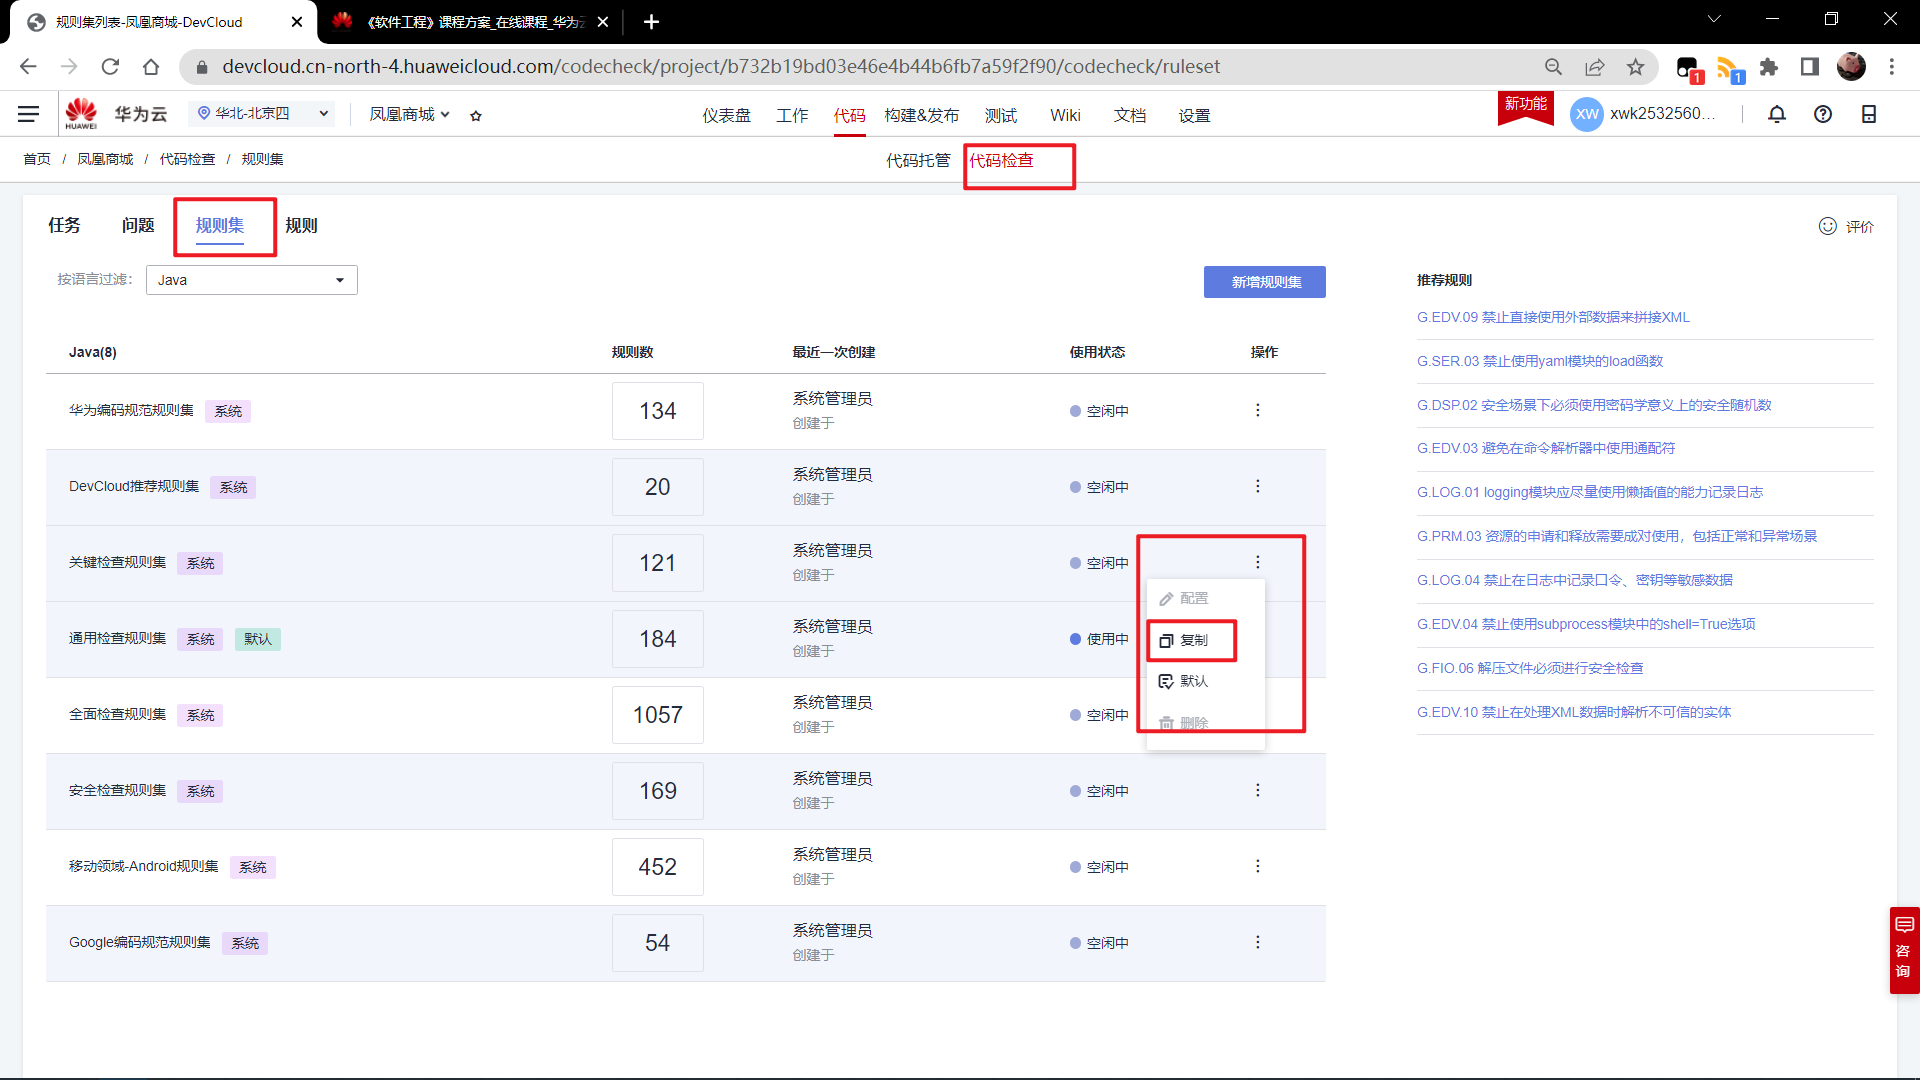 规则集列表-凤凰商城-DevCloud
《软件工程》课程方案_在线课程_华为云
devcloud.cn-north-4.huaweicloud.com/codecheck/project/b732b19bd03e46e4b44b6fb7a59f2f90/codecheck/ruleset
1
1
HUAWEI
华为云
华北-北京四
凤凰商城
仪表盘
工作
代码
构建&发布
测试
Wiki
文档
设置
新功能
XW
xwk2532560...
首页 / 凤凰商城 / 代码检查 / 规则集
代码托管
代码检查
任务
问题
规则集
规则
评价
按语言过滤:
Java
新增规则集
Java(8)
规则数
最近一次创建
使用状态
操作
华为编码规范规则集 系统
134
系统管理员
创建于
空闲中
DevCloud推荐规则集 系统
20
系统管理员
创建于
空闲中
关键检查规则集 系统
121
系统管理员
创建于
空闲中
通用检查规则集 系统 默认
184
系统管理员
创建于
使用中
全面检查规则集 系统
1057
系统管理员
创建于
空闲中
安全检查规则集 系统
169
系统管理员
创建于
空闲中
移动领域-Android规则集 系统
452
系统管理员
创建于
空闲中
Google编码规范规则集 系统
54
系统管理员
创建于
空闲中
配置
复制
默认
删除
推荐规则
G.EDV.09 禁止直接使用外部数据来拼接XML
G.SER.03 禁止使用yaml模块的load函数
G.DSP.02 安全场景下必须使用密码学意义上的安全随机数
G.EDV.03 避免在命令解析器中使用通配符
G.LOG.01 logging模块应尽量使用懒插值的能力记录日志
G.PRM.03 资源的申请和释放需要成对使用，包括正常和异常场景
G.LOG.04 禁止在日志中记录口令、密钥等敏感数据
G.EDV.04 禁止使用subprocess模块中的shell=True选项
G.FIO.06 解压文件必须进行安全检查
G.EDV.10 禁止在处理XML数据时解析不可信的实体
咨
询